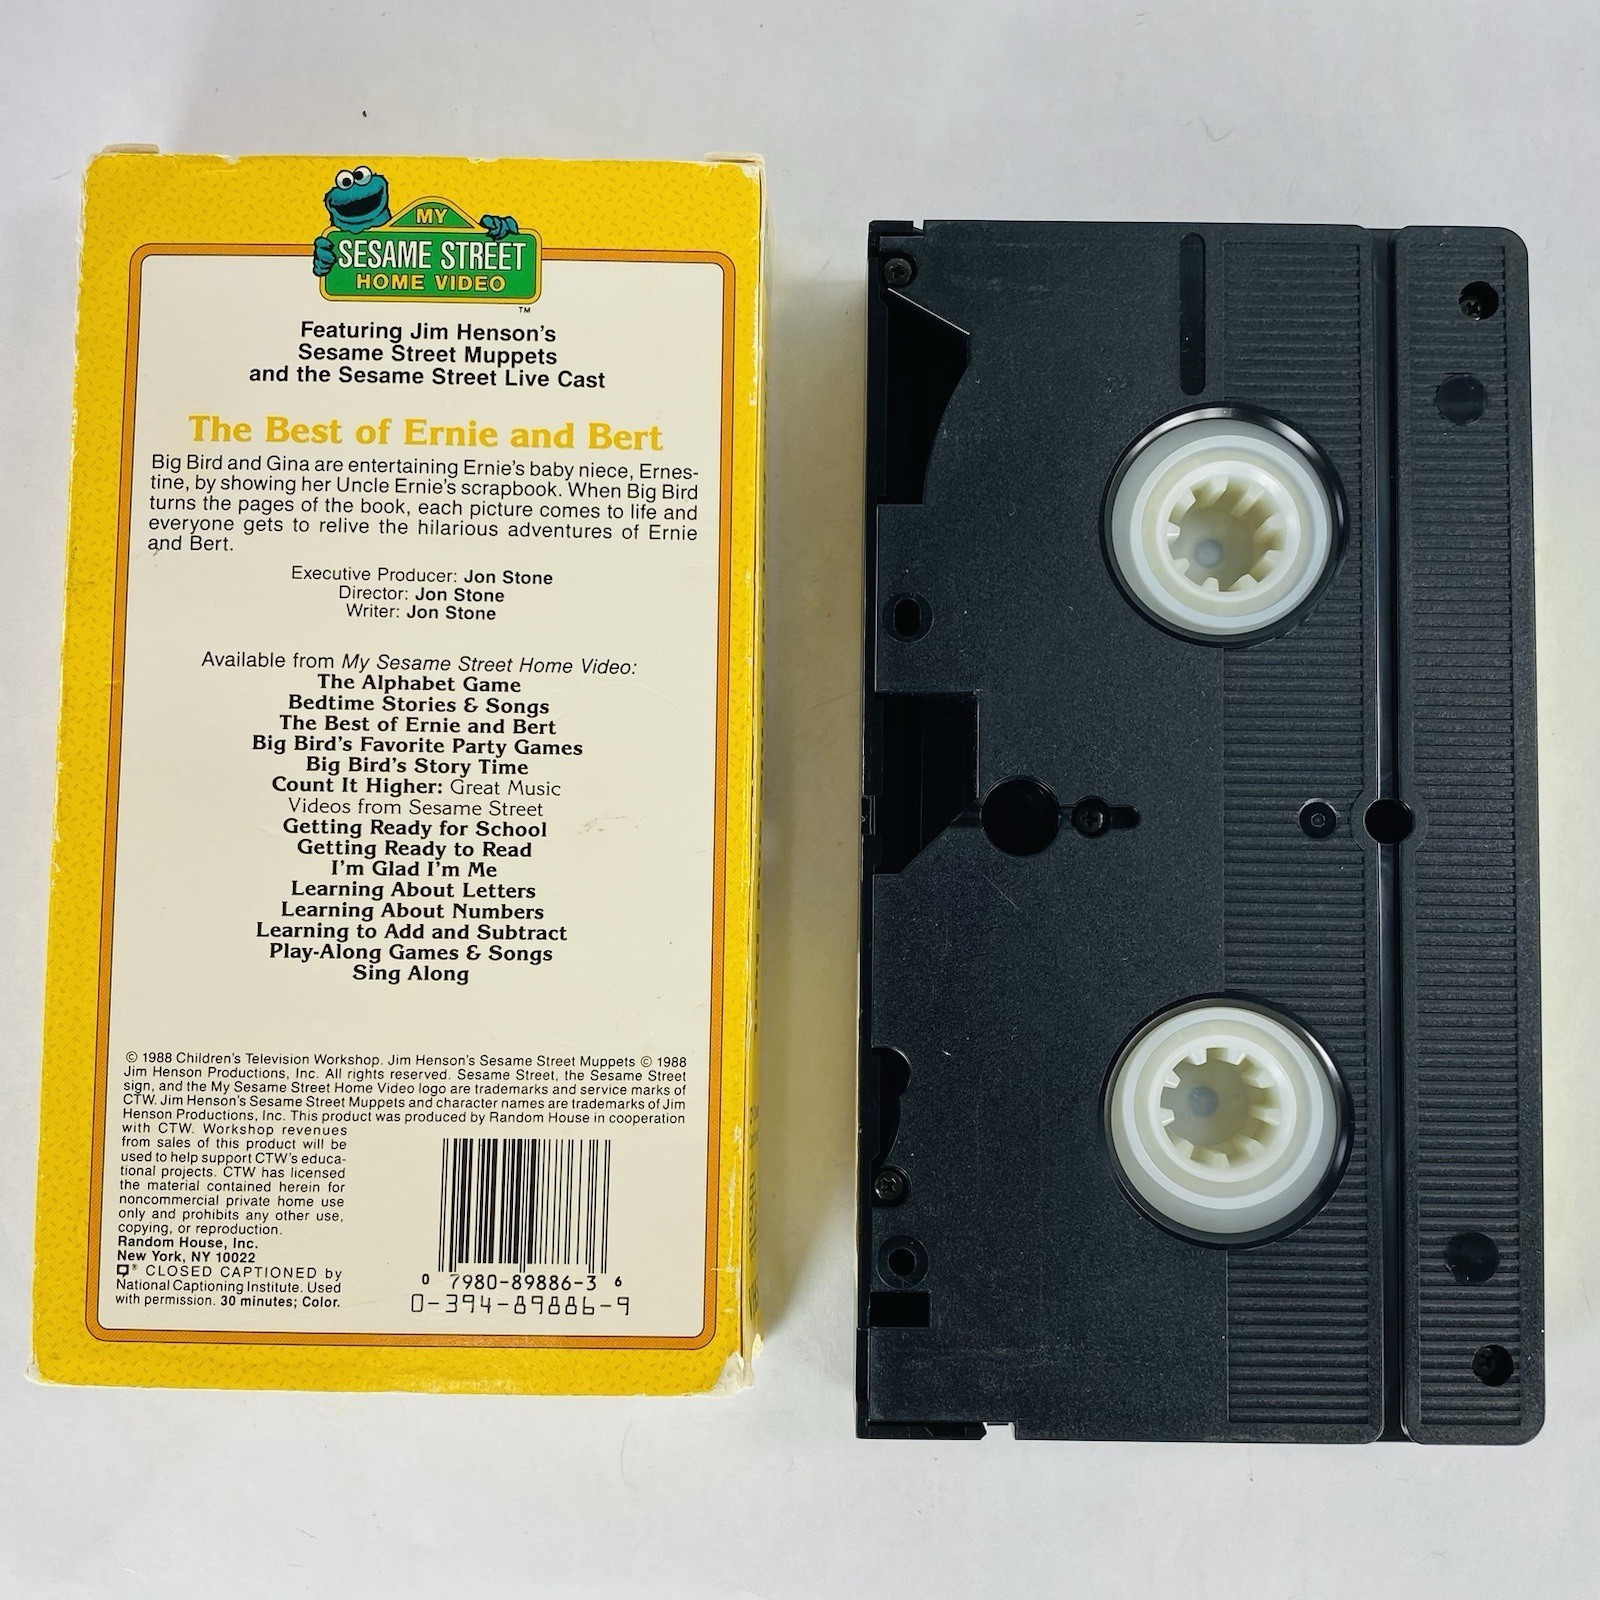 MY
SESAME STREET
HOME VIDEO
TM
Featuring Jim Henson's
Sesame Street Muppets
and the Sesame Street Live Cast
The Best of Ernie and Bert
Big Bird and Gina are entertaining Ernie's baby niece, Ernes-
tine, by showing her Uncle Ernie's scrapbook. When Big Bird
turns the pages of the book, each picture comes to life and
everyone gets to relive the hilarious adventures of Ernie
and Bert.
Executive Producer: Jon Stone
Director: Jon Stone
Writer: Jon Stone
Available from My Sesame Street Home Video:
The Alphabet Game
Bedtime Stories & Songs
The Best of Ernie and Bert
Big Bird's Favorite Party Games
Big Bird's Story Time
Count It Higher: Great Music
Videos from Sesame Street
Getting Ready for School
Getting Ready to Read
I'm Glad I'm Me
Learning About Letters
Learning About Numbers
Learning to Add and Subtract
Play-Along Games & Songs
Sing Along
© 1988 Children's Television Workshop. Jim Henson's Sesame Street Muppets © 1988
Jim Henson Productions, Inc. All rights reserved. Sesame Street, the Sesame Street
sign, and the My Sesame Street Home Video logo are trademarks and service marks of
CTW. Jim Henson's Sesame Street Muppets and character names are trademarks of Jim
Henson Productions, Inc. This product was produced by Random House in cooperation
with CTW. Workshop revenues
from sales of this product will be
used to help support CTW's educa-
tional projects. CTW has licensed
the material contained herein for
noncommercial private home use
only and prohibits any other use,
copying, or reproduction.
Random House, Inc.
New York, NY 10022
® CLOSED CAPTIONED by
National Captioning Institute. Used
with permission. 30 minutes; Color.
0 7980-89886-3 6
0-394-89886-9